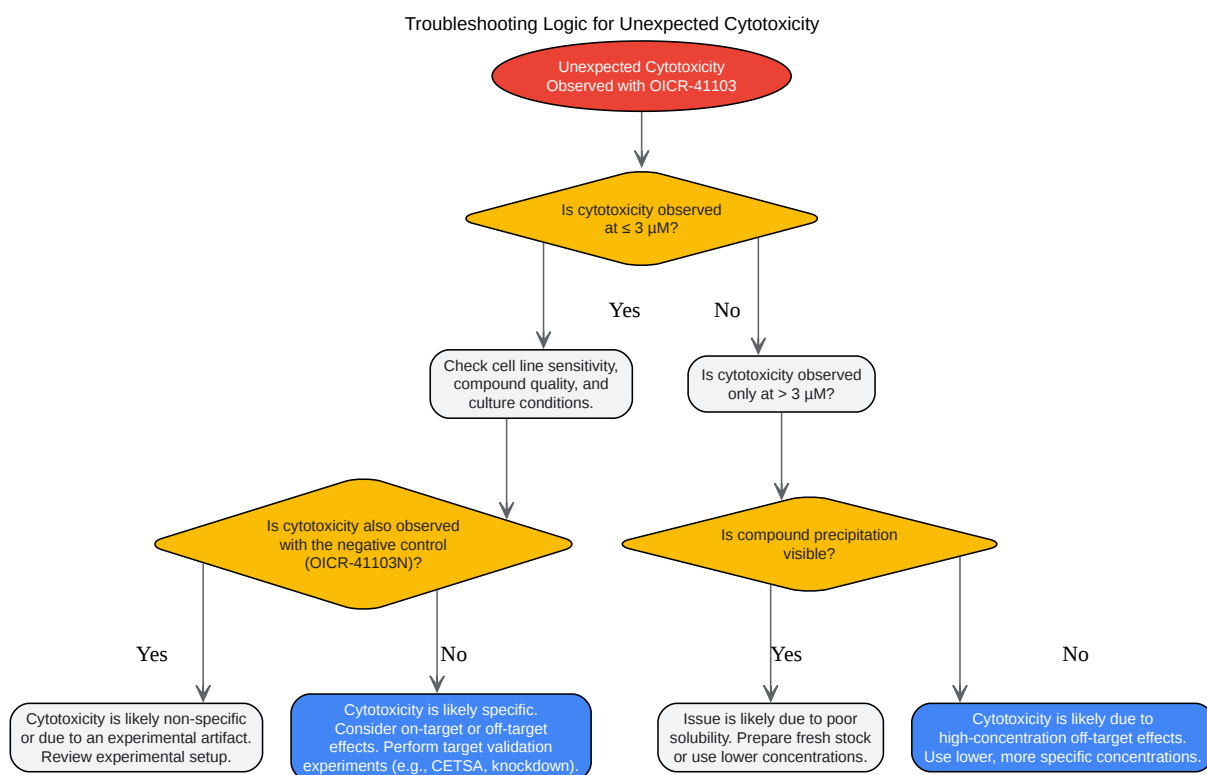 Troubleshooting Logic for Unexpected Cytotoxicity
Unexpected Cytotoxicity
Observed with OICR-41103
Is cytotoxicity observed
at ≤ 3 µM?
Yes
No
Check cell line sensitivity,
compound quality, and
culture conditions.
Is cytotoxicity observed
only at > 3 µM?
Is cytotoxicity also observed
with the negative control
(OICR-41103N)?
Is compound precipitation
visible?
Yes
No
Yes
No
Cytotoxicity is likely non-specific
or due to an experimental artifact.
Review experimental setup.
Cytotoxicity is likely specific.
Consider on-target or off-target
effects. Perform target validation
experiments (e.g., CETSA, knockdown).
Issue is likely due to poor
solubility. Prepare fresh stock
or use lower concentrations.
Cytotoxicity is likely due to
high-concentration off-target effects.
Use lower, more specific concentrations.